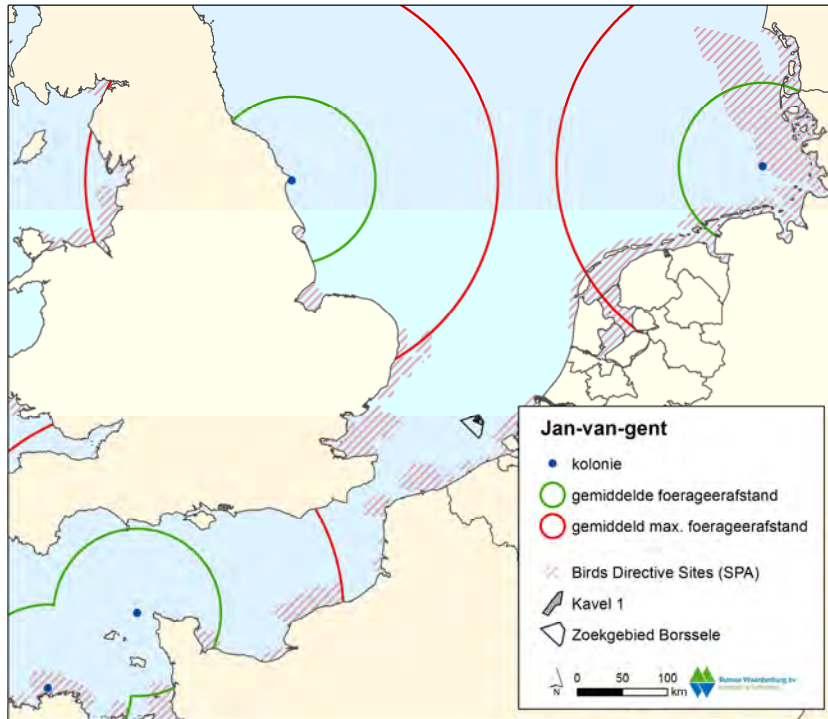 Jan-van-gent
kolonie
gemiddelde foerageerafstand
gemiddeld max. foerageerafstand
Birds Directive Sites (SPA)
Kavel 1
Zoekgebied Borssele
N
0 50 100
km
Bureau Waardenburg bv